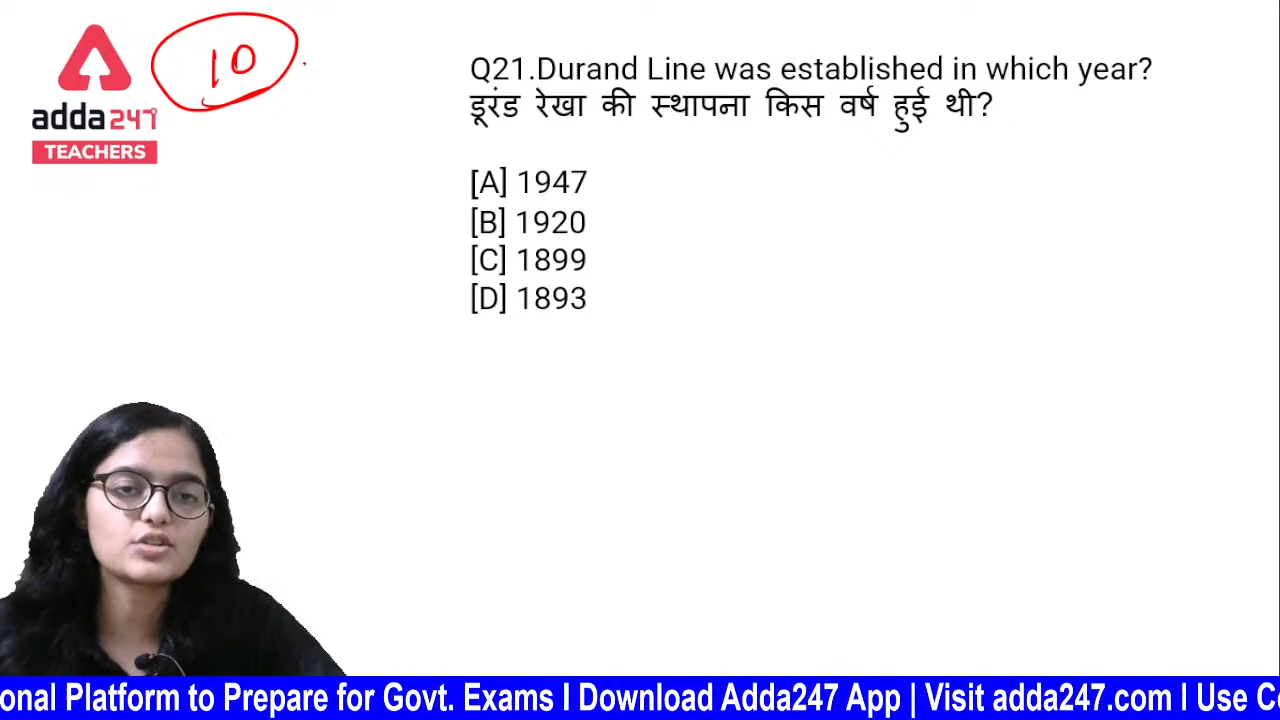 10
adda247
TEACHERS
Q21.Durand Line was established in which year?
डूरंड रेखा की स्थापना किस वर्ष हुई थी?
[A] 1947
[B] 1920
[C] 1899
[D] 1893
onal Platform to Prepare for Govt. Exams I Download Adda247 App | Visit adda247.com I Use C